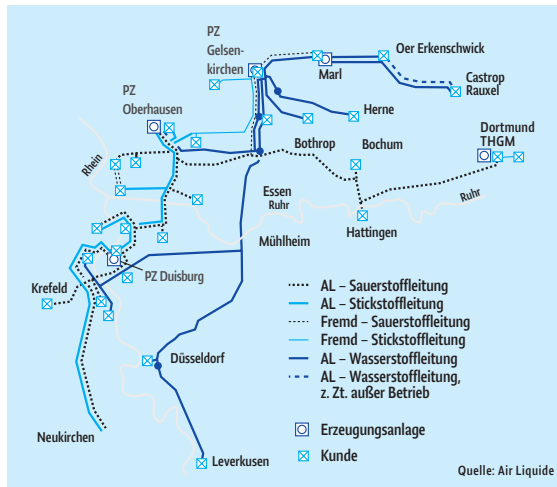 PZ
Gelsen-
kirchen
Oer Erkenschwick
Marl
Castrop
Rauxel
PZ
Oberhausen
Herne
Dortmund
THGM
Bothrop
Bochum
Rhein
Essen
Ruhr
Ruhr
Hattingen
Mühlheim
PZ Duisburg
Krefeld
Düsseldorf
Neukirchen
Leverkusen
AL – Sauerstoffleitung
AL – Stickstoffleitung
Fremd – Sauerstoffleitung
Fremd – Stickstoffleitung
AL – Wasserstoffleitung
AL – Wasserstoffleitung,
z. Zt. außer Betrieb
Erzeugungsanlage
Kunde
Quelle: Air Liquide